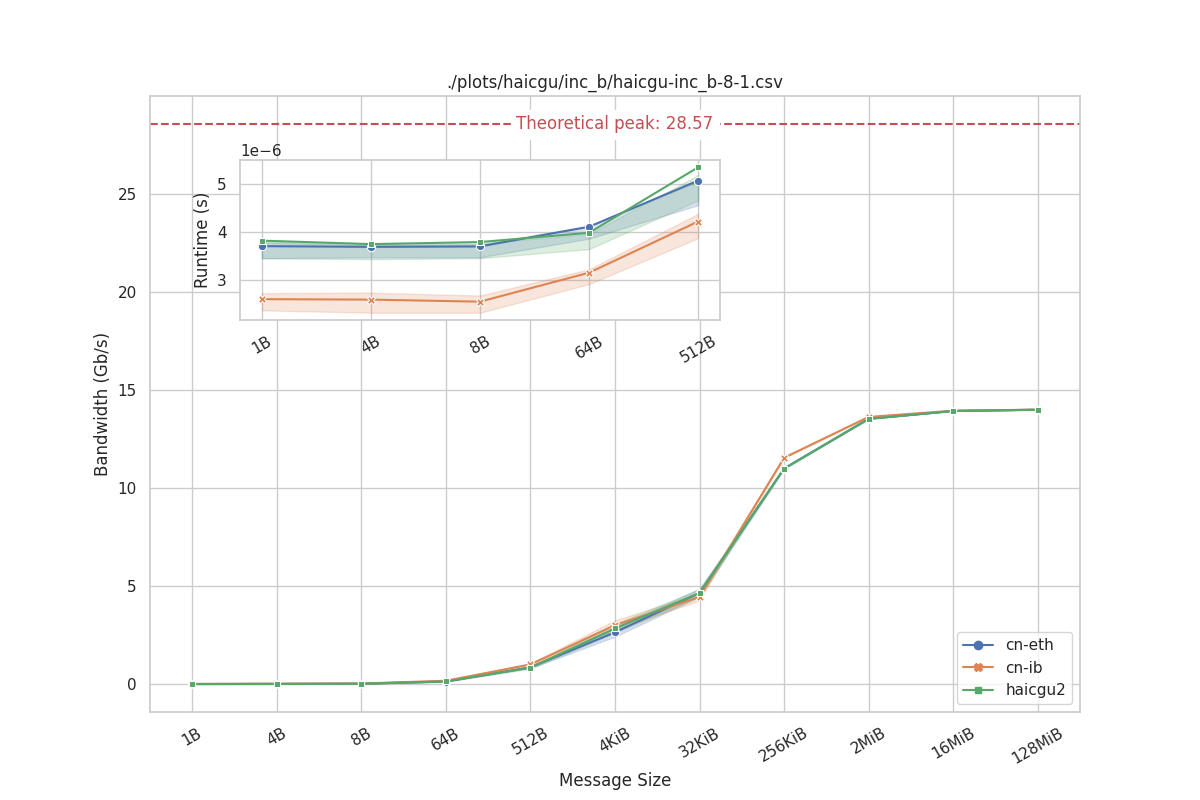 ./plots/haicgu/inc_b/haicgu-inc_b-8-1.csv
Theoretical peak: 28.57
1e−6
5
4
3
Runtime (s)
1B
4B
8B
64B
512B
25
20
15
10
5
0
Bandwidth (Gb/s)
cn-eth
cn-ib
haicgu2
1B
4B
8B
64B
512B
4KiB
32KiB
256KiB
2MiB
16MiB
128MiB
Message Size